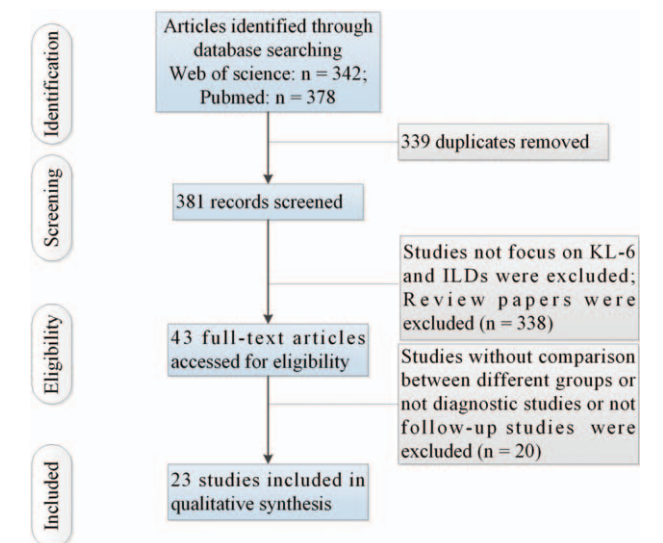 Identification
Articles identified through
database searching
Web of science: n = 342;
Pubmed: n = 378
339 duplicates removed
Screening
381 records screened
Studies not focus on KL-6
and ILDs were excluded;
Review papers were
excluded (n = 338)
Eligibility
43 full-text articles
accessed for eligibility
Studies without comparison
between different groups or
not diagnostic studies or not
follow-up studies were
excluded (n = 20)
Included
23 studies included in
qualitative synthesis